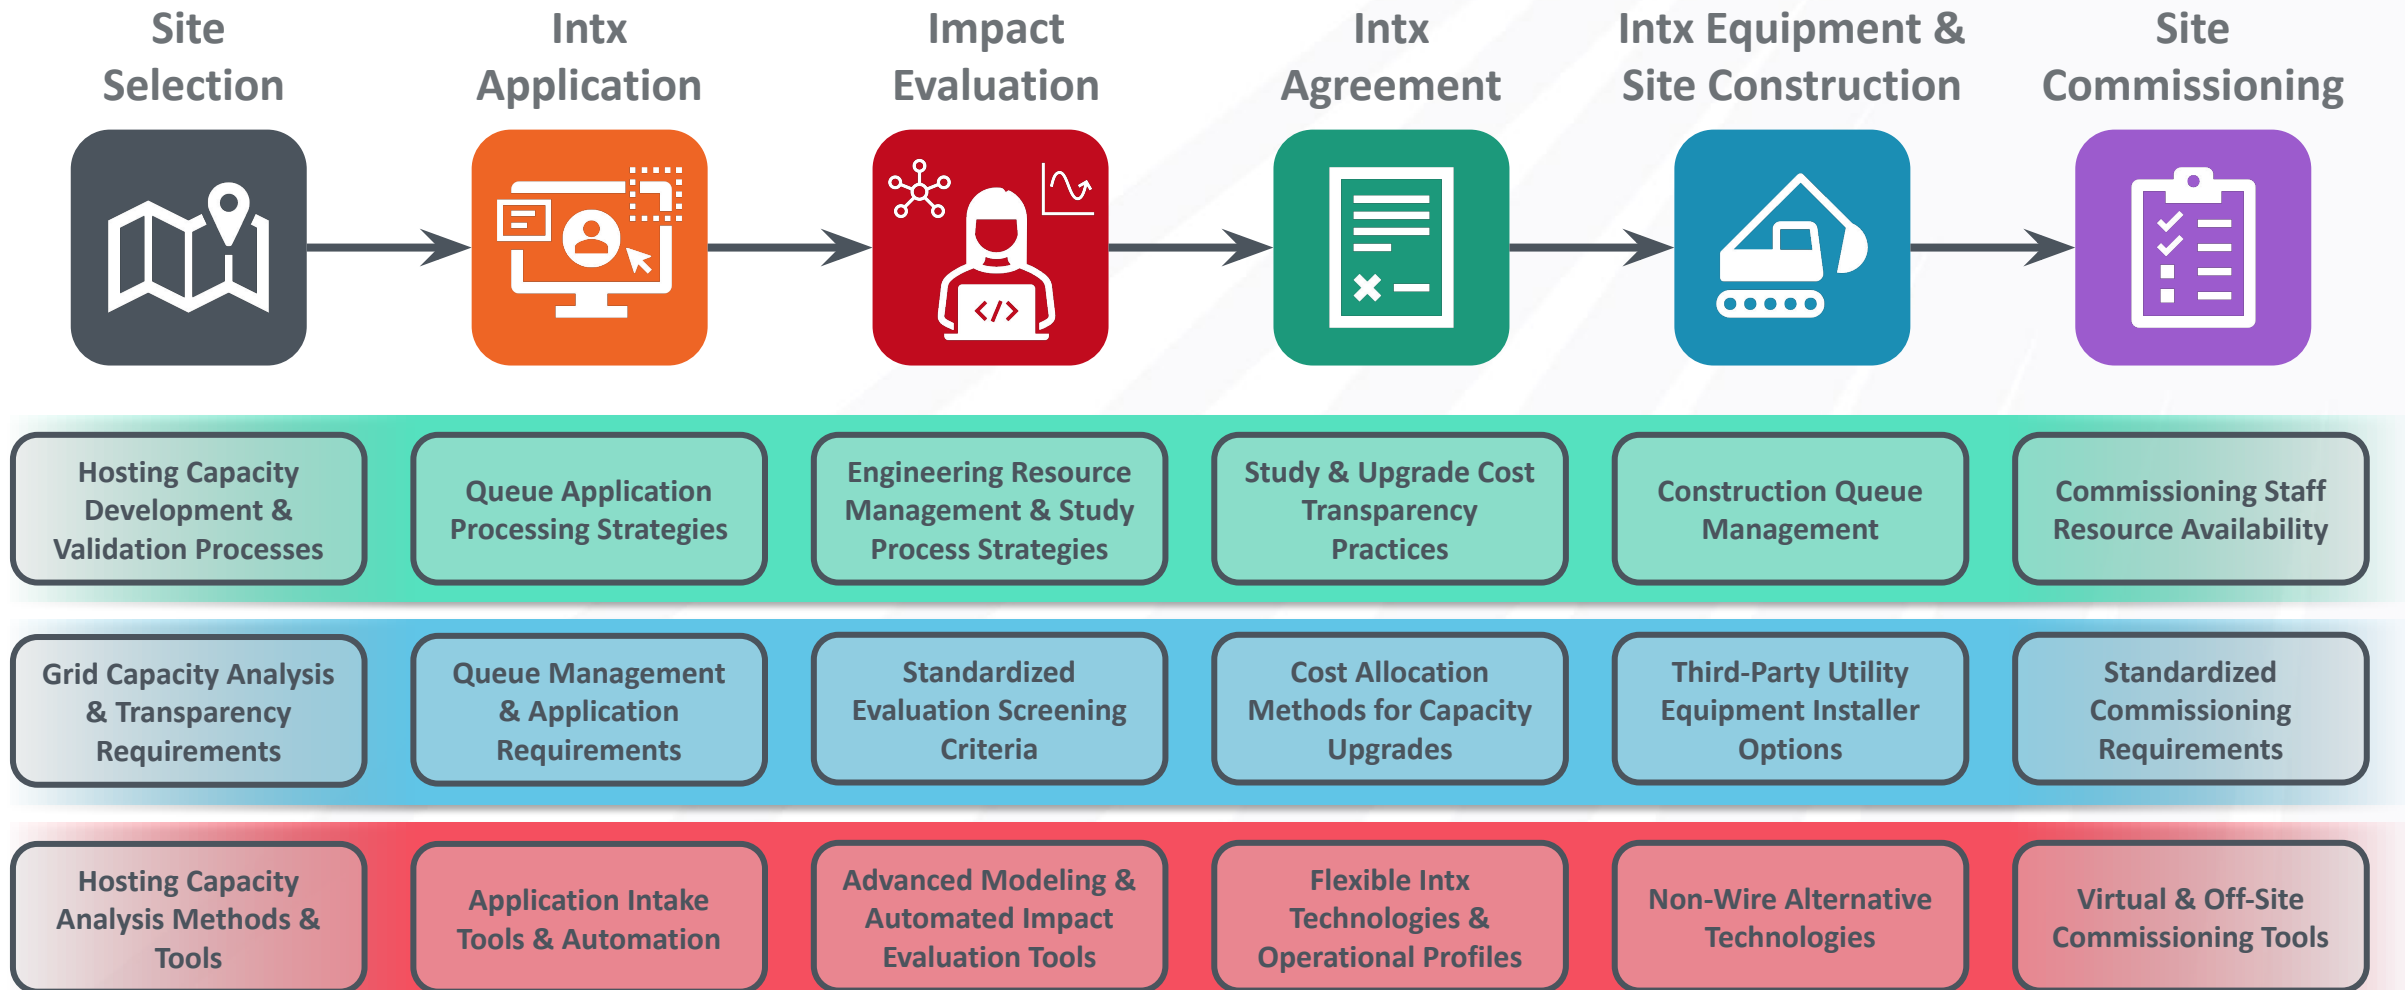 Site
Selection
Intx
Application
Impact
Evaluation
Intx
Agreement
Intx Equipment &
Site Construction
Site
Commissioning
</>
Hosting Capacity
Development &
Validation Processes
Queue Application
Processing Strategies
Engineering Resource
Management & Study
Process Strategies
Study & Upgrade Cost
Transparency
Practices
Construction Queue
Management
Commissioning Staff
Resource Availability
Grid Capacity Analysis
& Transparency
Requirements
Queue Management
& Application
Requirements
Standardized
Evaluation Screening
Criteria
Cost Allocation
Methods for Capacity
Upgrades
Third-Party Utility
Equipment Installer
Options
Standardized
Commissioning
Requirements
Hosting Capacity
Analysis Methods &
Tools
Application Intake
Tools & Automation
Advanced Modeling &
Automated Impact
Evaluation Tools
Flexible Intx
Technologies &
Operational Profiles
Non-Wire Alternative
Technologies
Virtual & Off-Site
Commissioning Tools